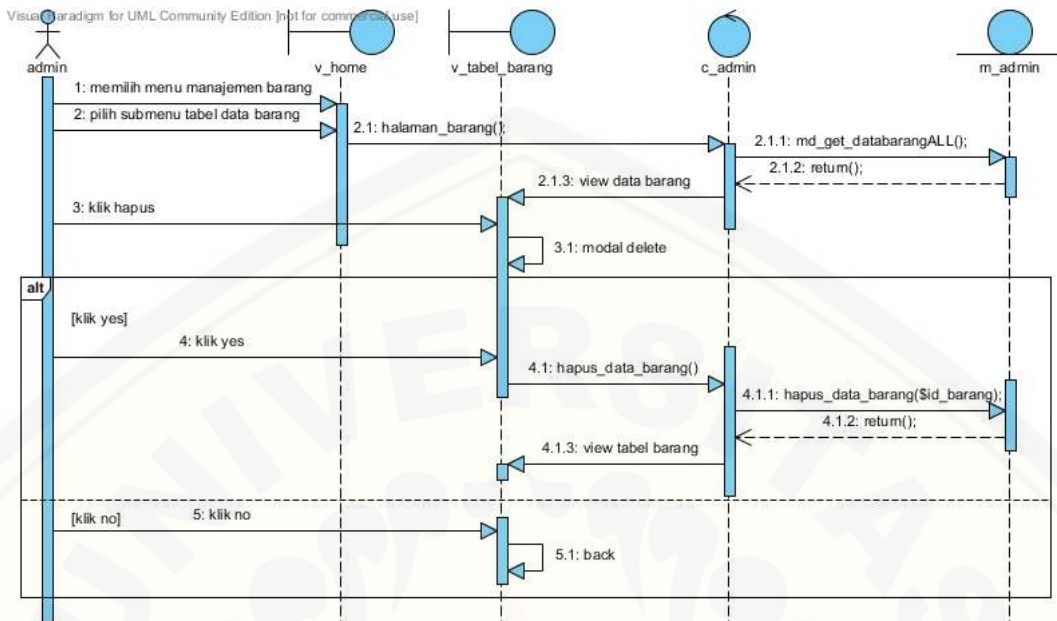 Visual Paradigm for UML Community Edition [not for commercial use]
admin
v_home
v_tabel_barang
c_admin
m_admin
1: memilih menu manajemen barang
2: pilih submenu tabel data barang
2.1: halaman_barang();
2.1.1: md_get_databarangALL();
2.1.2: return();
2.1.3: view data barang
3: klik hapus
3.1: modal delete
alt
[klik yes]
4: klik yes
4.1: hapus_data_barang()
4.1.1: hapus_data_barang($id_barang);
4.1.2: return();
4.1.3: view tabel barang
[klik no]
5: klik no
5.1: back
UNIVERSITAS